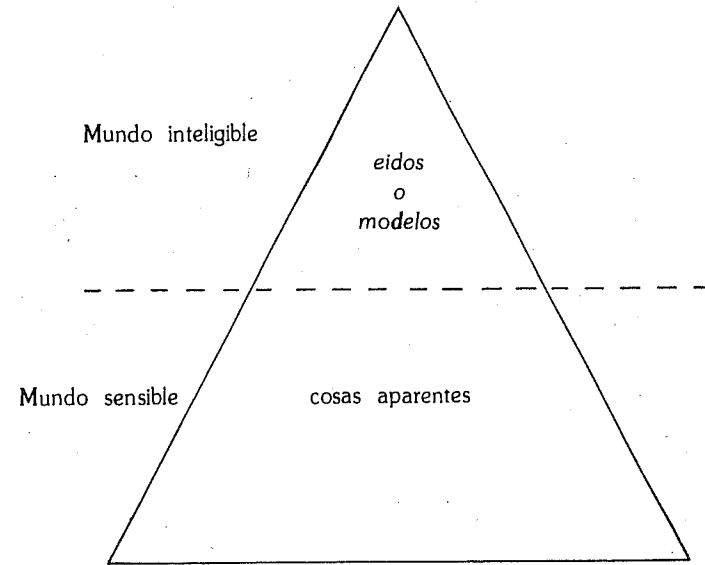 Mundo inteligible
eidos
o
modelos
Mundo sensible
cosas aparentes